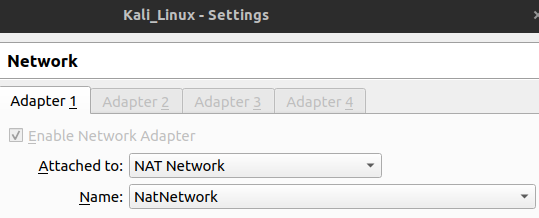 Kali_Linux - Settings
Network
Adapter 1 Adapter 2 Adapter 3 Adapter 4
Enable Network Adapter
Attached to: NAT Network
Name: NatNetwork